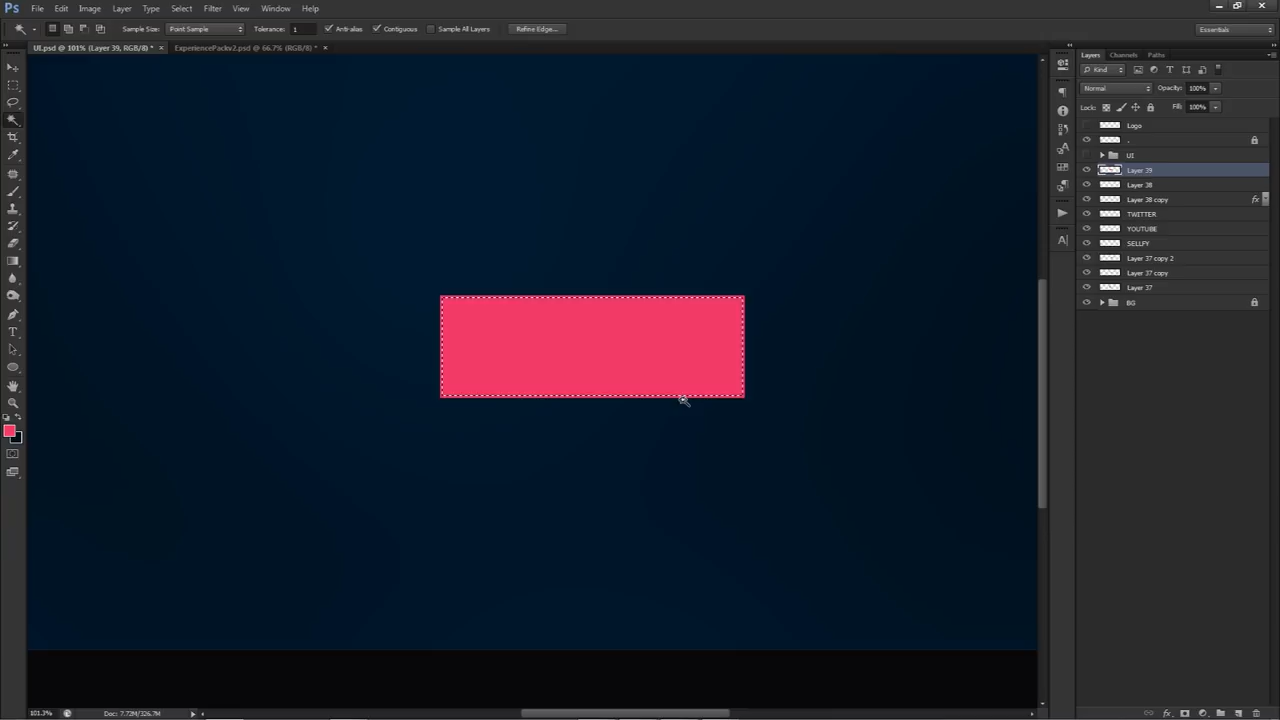 Ps File Edit Image Layer Type Select Filter View Window Help
Sample Size: Point Sample Tolerance: 1 Anti-alias Contiguous Sample All Layers Refine Edge... Essentials
UI.psd @ 101% (Layer 39, RGB/8) * × ExperiencePackv2.psd @ 66.7% (RGB/8) * ×
Layers Channels Paths
Kind
Normal Opacity: 100%
Lock: Fill: 100%
Logo
.
UI
Layer 39
Layer 38
Layer 38 copy fx
TWITTER
YOUTUBE
SELLFY
Layer 37 copy 2
Layer 37 copy
Layer 37
BG
101.3% Doc: 7.72M/326.7M